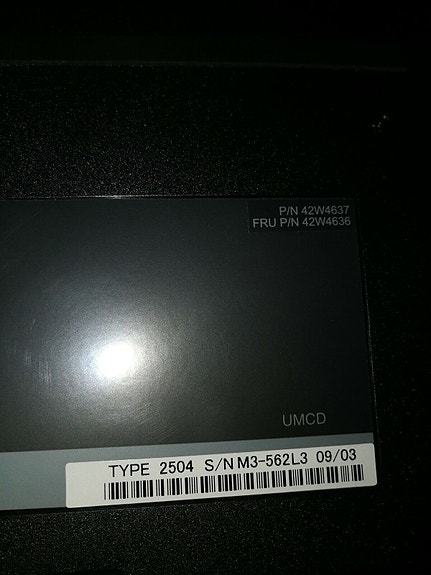 P/N 42W4637
FRU P/N 42W4636
UMCD
TYPE 2504 S/N M3-562L3 09/03